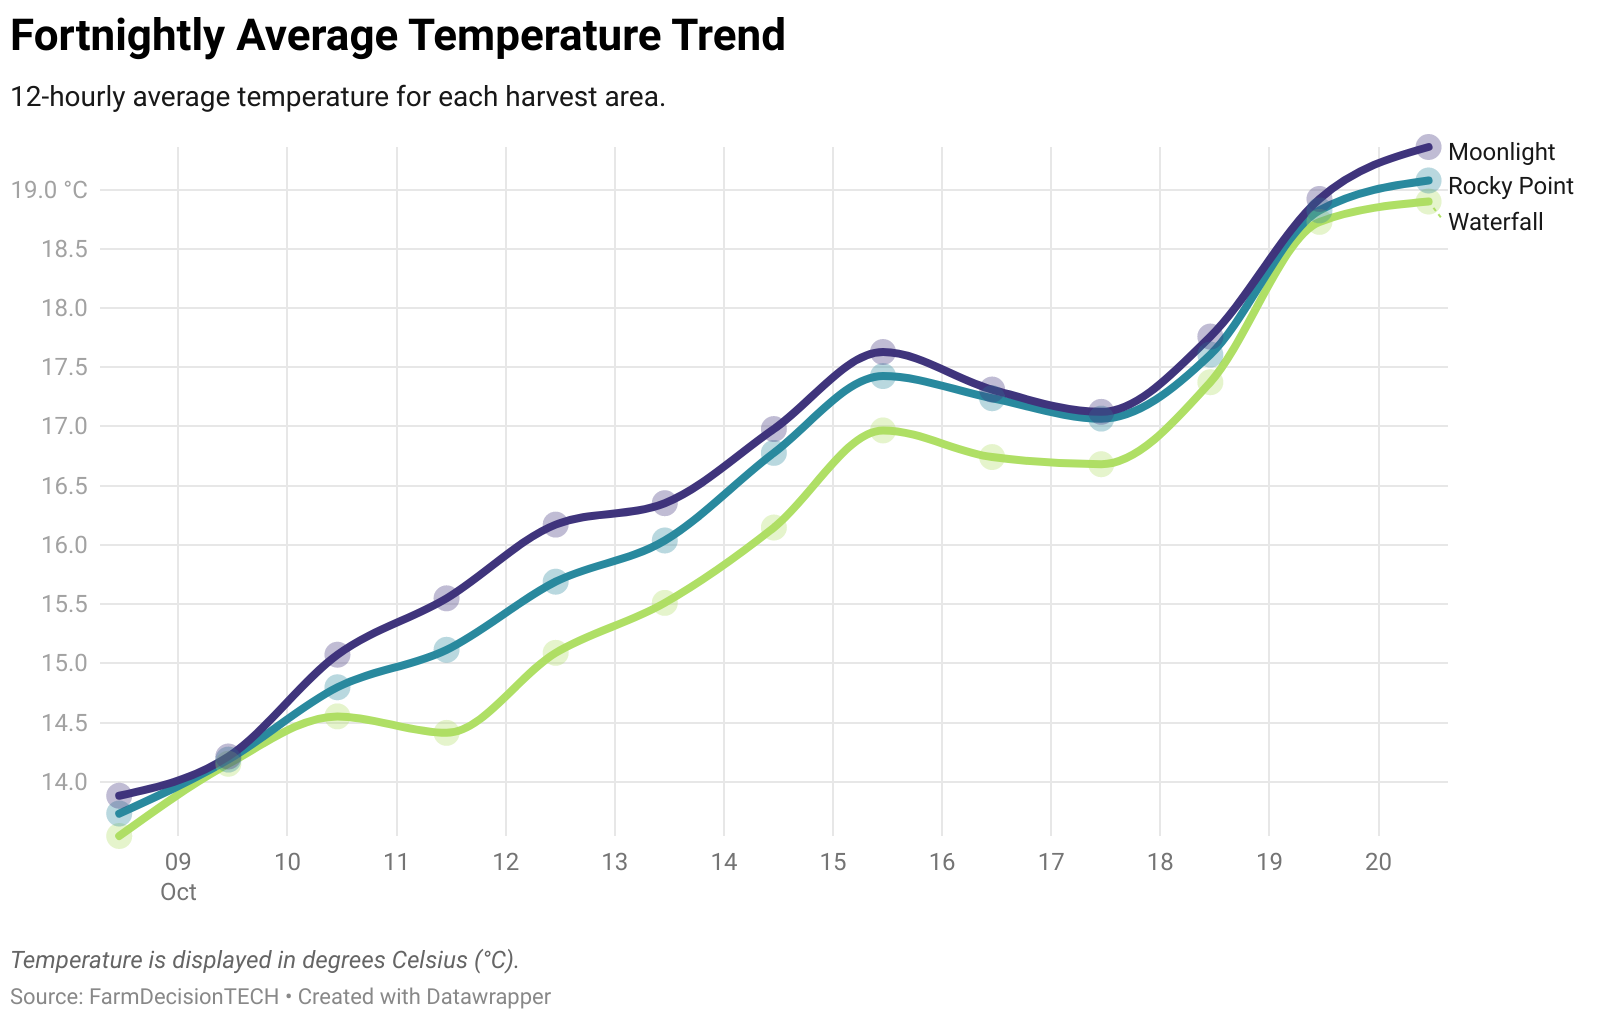 Fortnightly Average Temperature Trend
12-hourly average temperature for each harvest area.
Moonlight
19.0 °C
Rocky Point
Waterfall
18.5
18.0
17.5
17.0
16.5
16.0
15.5
15.0
14.5
14.0
09 10 11 12 13 14 15 16 17 18 19 20
Oct
Temperature is displayed in degrees Celsius (°C).
Source: FarmDecisionTECH • Created with Datawrapper